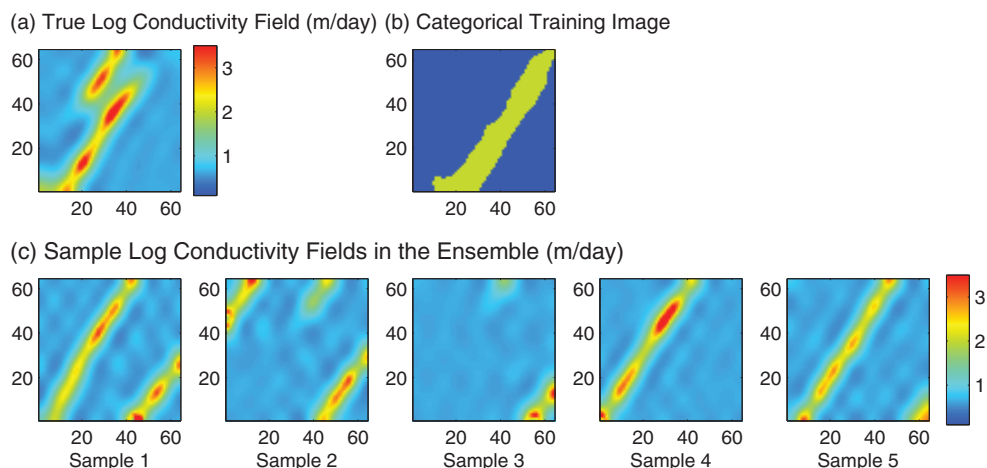 (a) True Log Conductivity Field (m/day)
(b) Categorical Training Image
60
40
20
20 40 60
3
2
1
60
40
20
20 40 60
(c) Sample Log Conductivity Fields in the Ensemble (m/day)
60
40
20
20 40 60
Sample 1
60
40
20
20 40 60
Sample 2
60
40
20
20 40 60
Sample 3
60
40
20
20 40 60
Sample 4
60
40
20
20 40 60
Sample 5
3
2
1